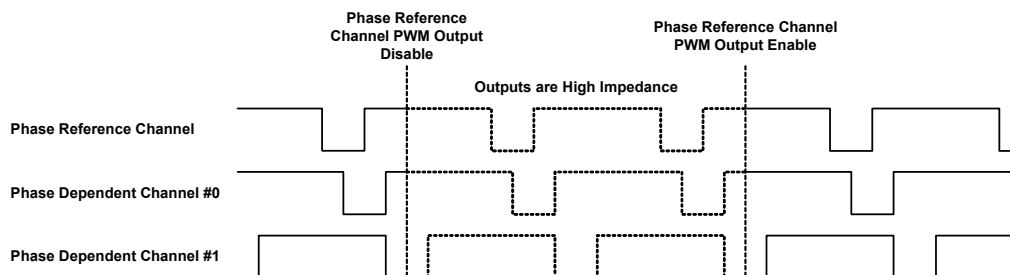 Phase Reference
Channel PWM Output
Disable
Phase Reference Channel
PWM Output Enable
Outputs are High Impedance
Phase Reference Channel
Phase Dependent Channel #0
Phase Dependent Channel #1